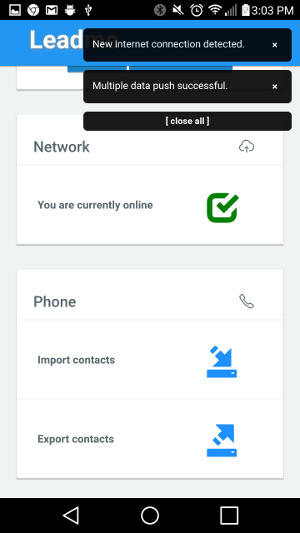 3:03 PM
Lead
New internet connection detected. ×
Multiple data push successful. ×
[ close all ]
Network
You are currently online
Phone
Import contacts
Export contacts